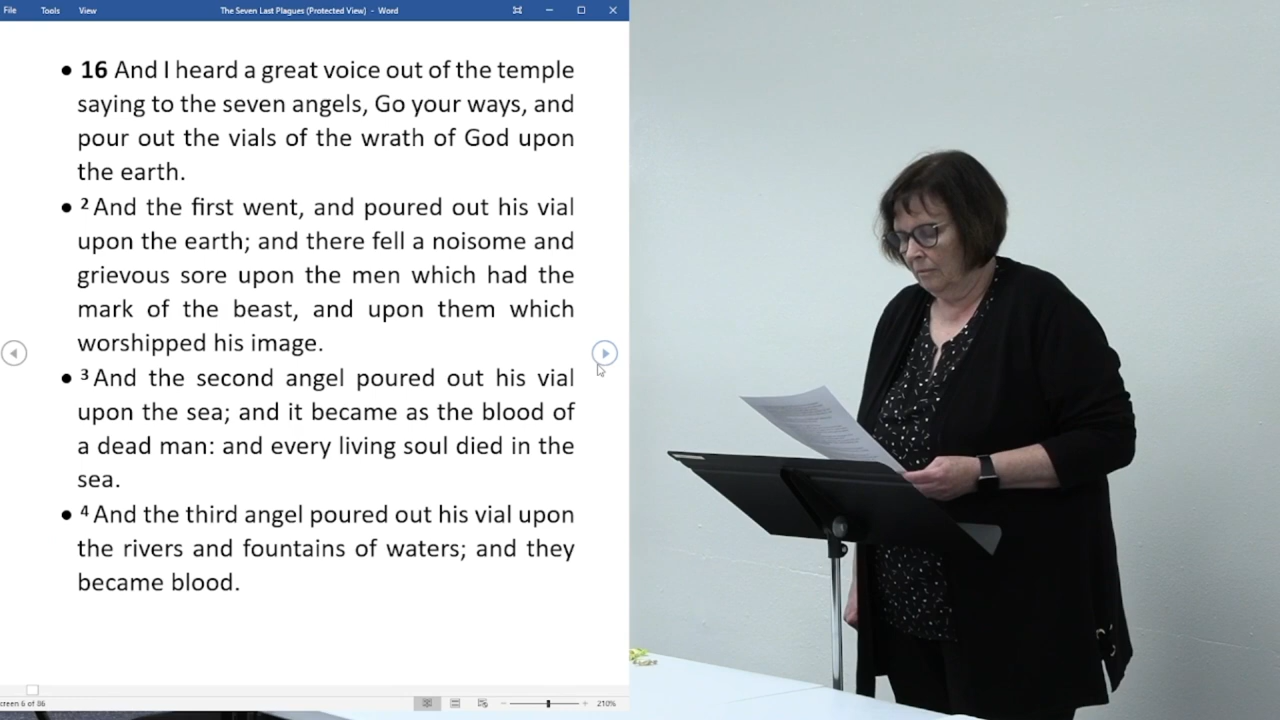 File Tools View The Seven Last Plagues (Protected View) - Word
• 16 And I heard a great voice out of the temple
saying to the seven angels, Go your ways, and
pour out the vials of the wrath of God upon
the earth.
• 2 And the first went, and poured out his vial
upon the earth; and there fell a noisome and
grievous sore upon the men which had the
mark of the beast, and upon them which
worshipped his image.
• 3 And the second angel poured out his vial
upon the sea; and it became as the blood of
a dead man: and every living soul died in the
sea.
• 4 And the third angel poured out his vial upon
the rivers and fountains of waters; and they
became blood.
creen 6 of 86 210%